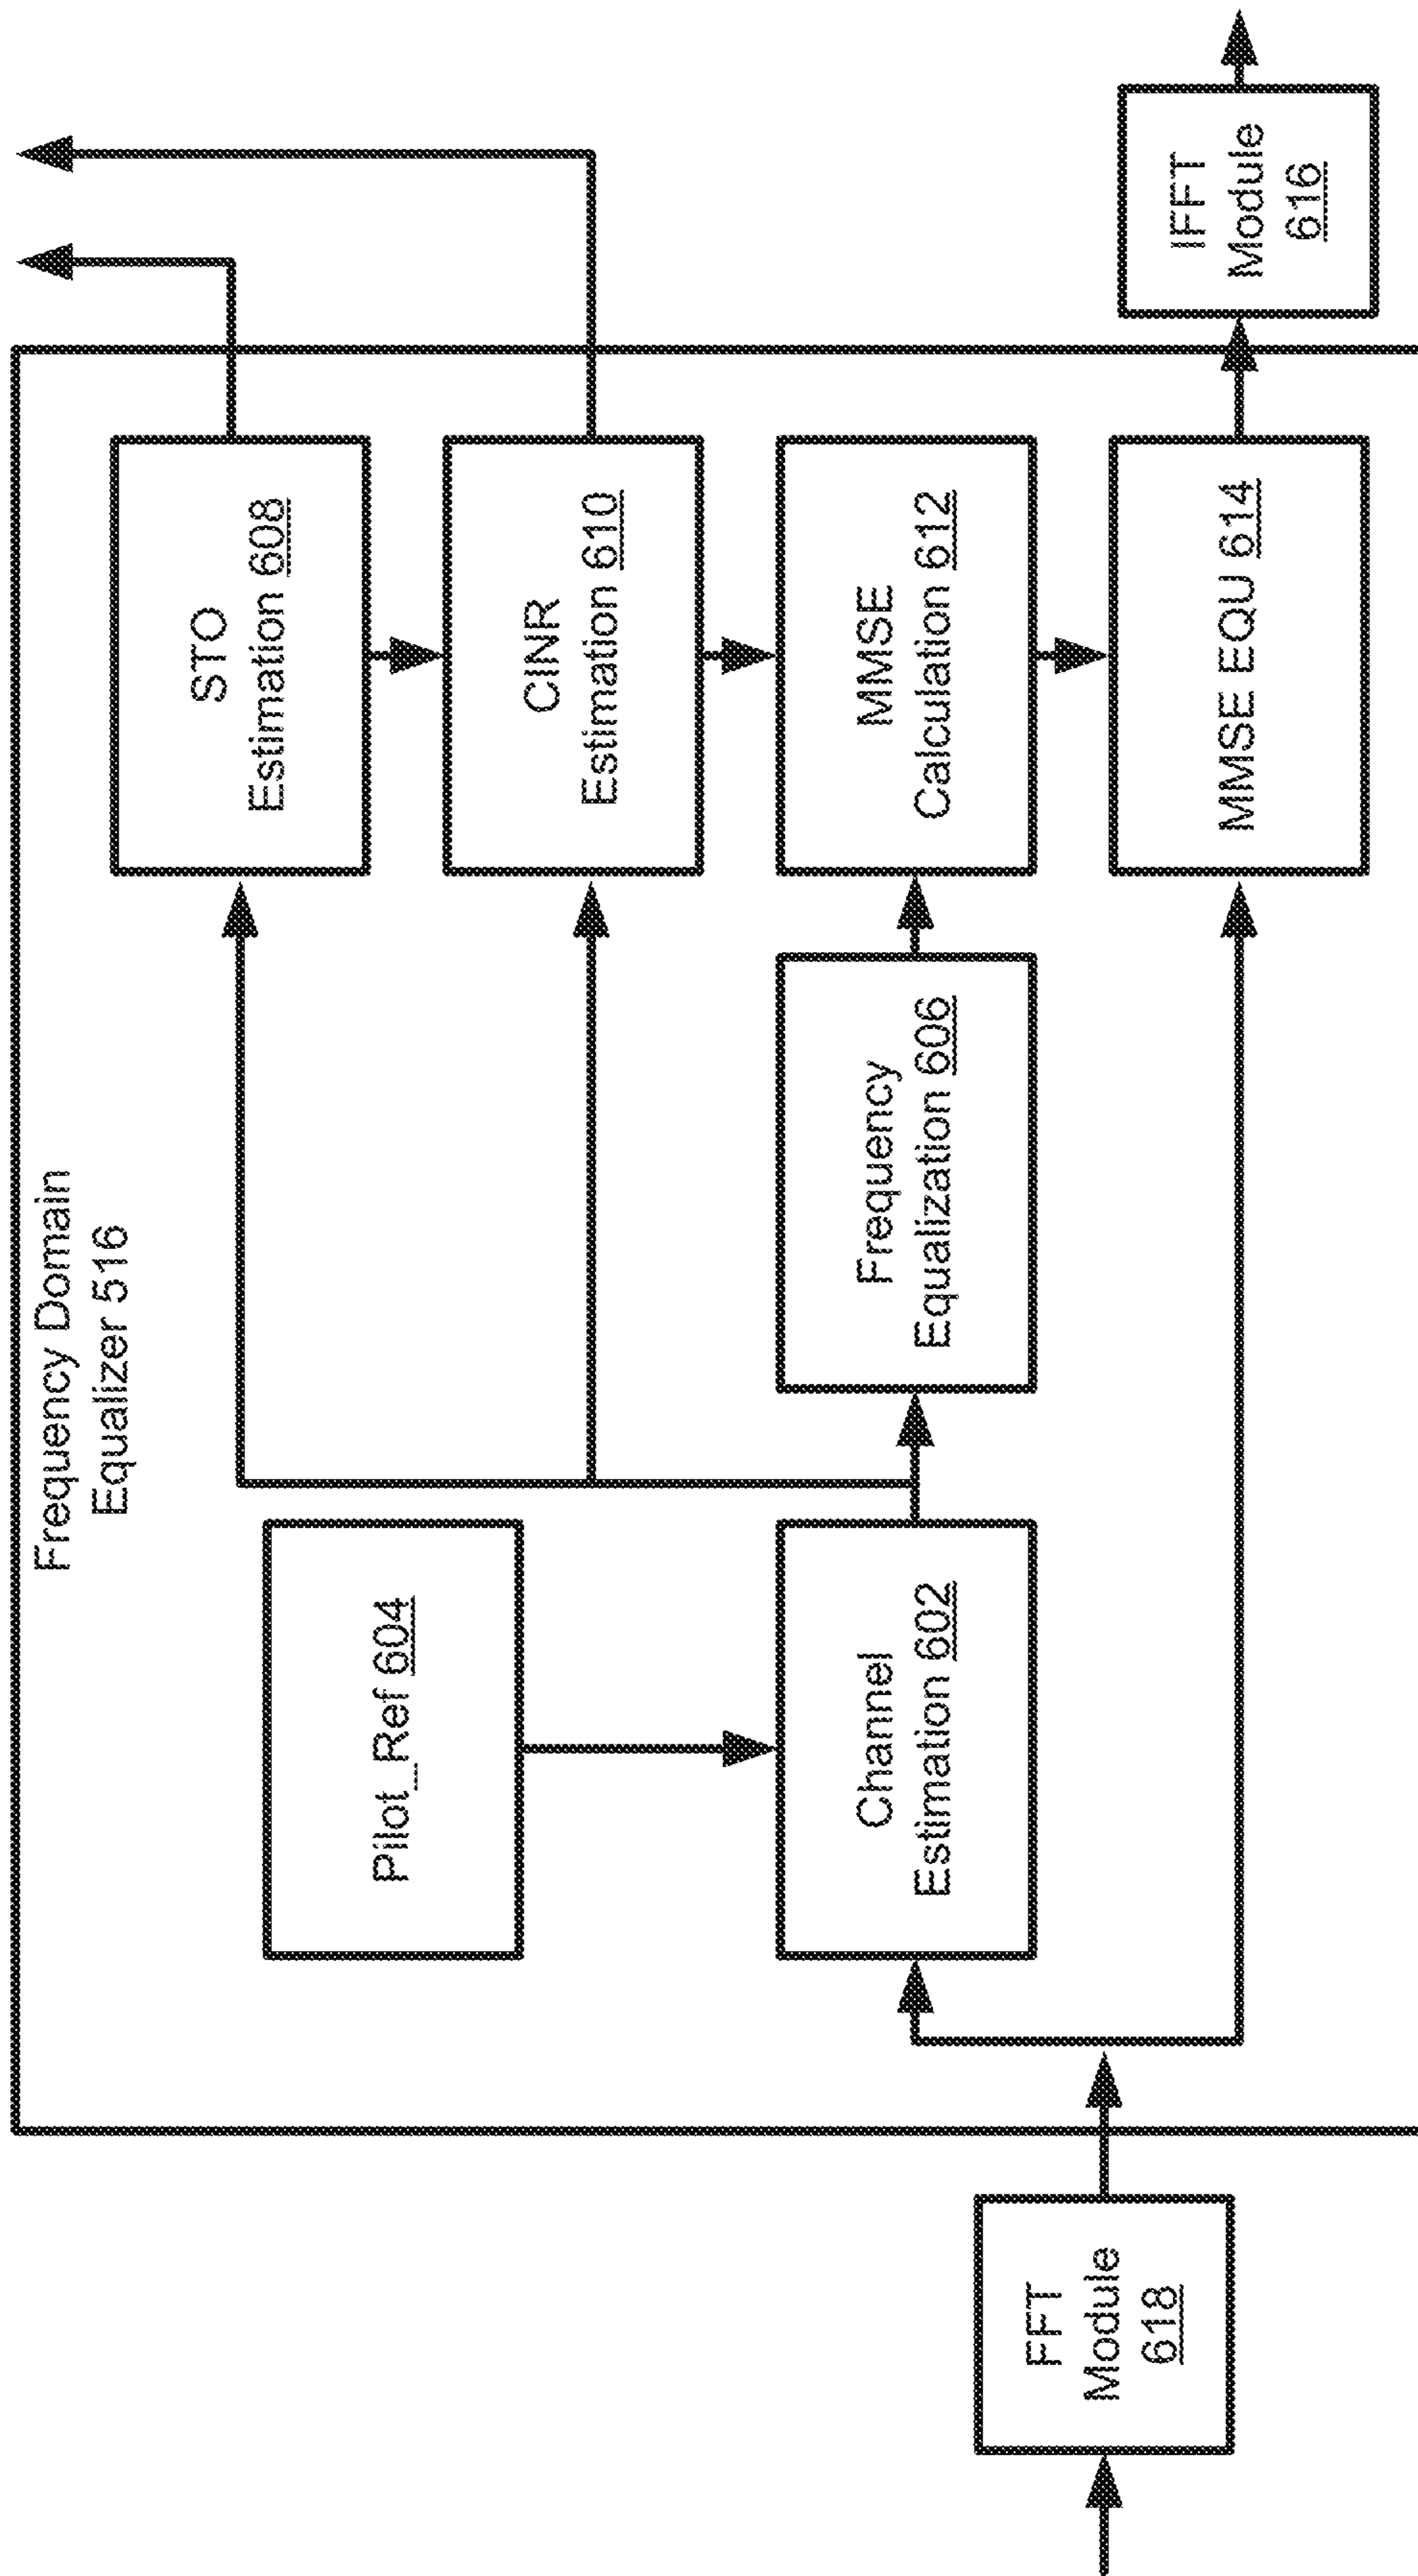 Frequency Domain
Equalizer 516
Pilot_Ref 604
STO
Estimation 608
CINR
Estimation 610
Channel
Estimation 602
Frequency
Equalization 606
MMSE
Calculation 612
FFT
Module
618
MMSE EQU 614
IFFT
Module
616